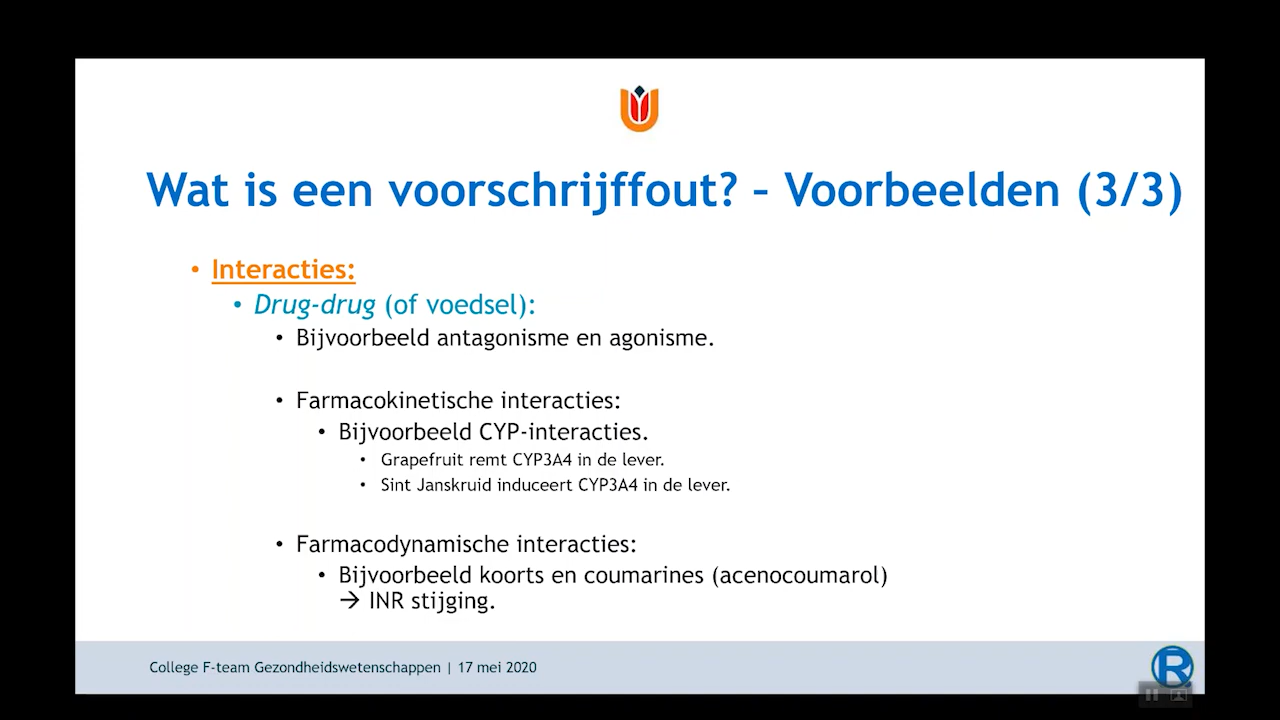 Wat is een voorschrijffout? – Voorbeelden (3/3)
• Interacties:
• Drug-drug (of voedsel):
• Bijvoorbeeld antagonisme en agonisme.
• Farmacokinetische interacties:
• Bijvoorbeeld CYP-interacties.
• Grapefruit remt CYP3A4 in de lever.
• Sint Janskruid induceert CYP3A4 in de lever.
• Farmacodynamische interacties:
• Bijvoorbeeld koorts en coumarines (acenocoumarol)
→ INR stijging.
College F-team Gezondheidswetenschappen | 17 mei 2020
R